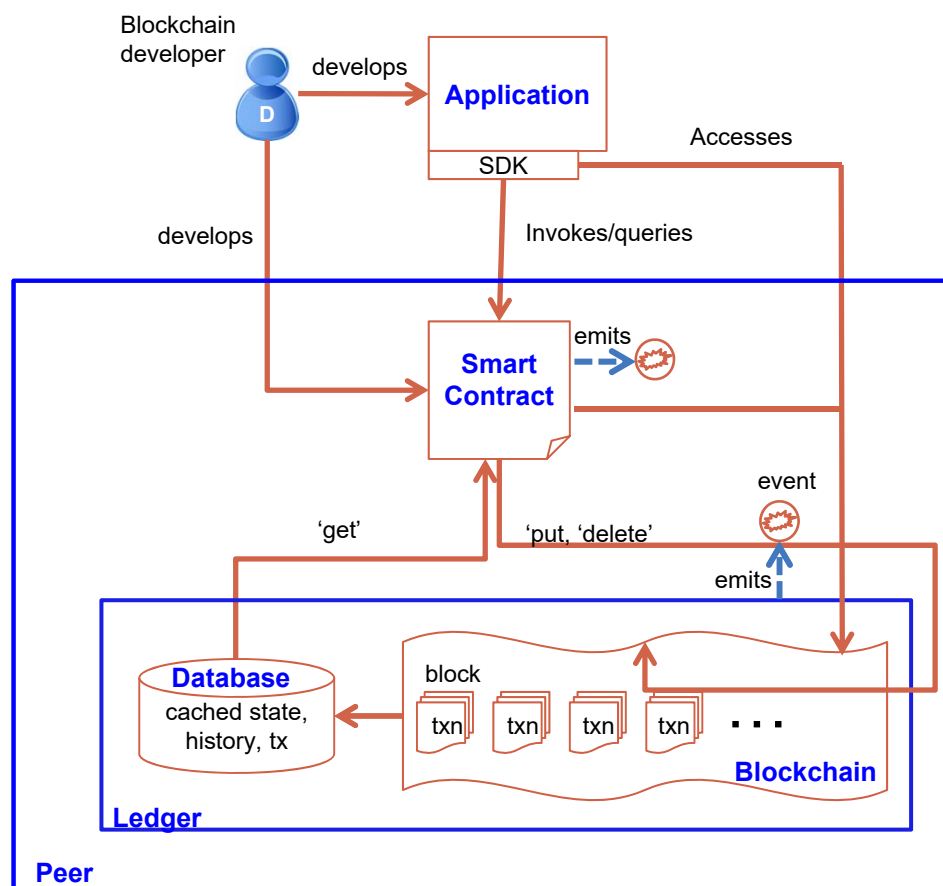 Blockchain
developer
develops
D
Application
SDK
Accesses
develops
Invokes/queries
Smart
Contract
emits
event
‘get’
‘put, ‘delete’
emits
Database
cached state,
history, tx
block
txn
txn
txn
txn
...
Blockchain
Ledger
Peer